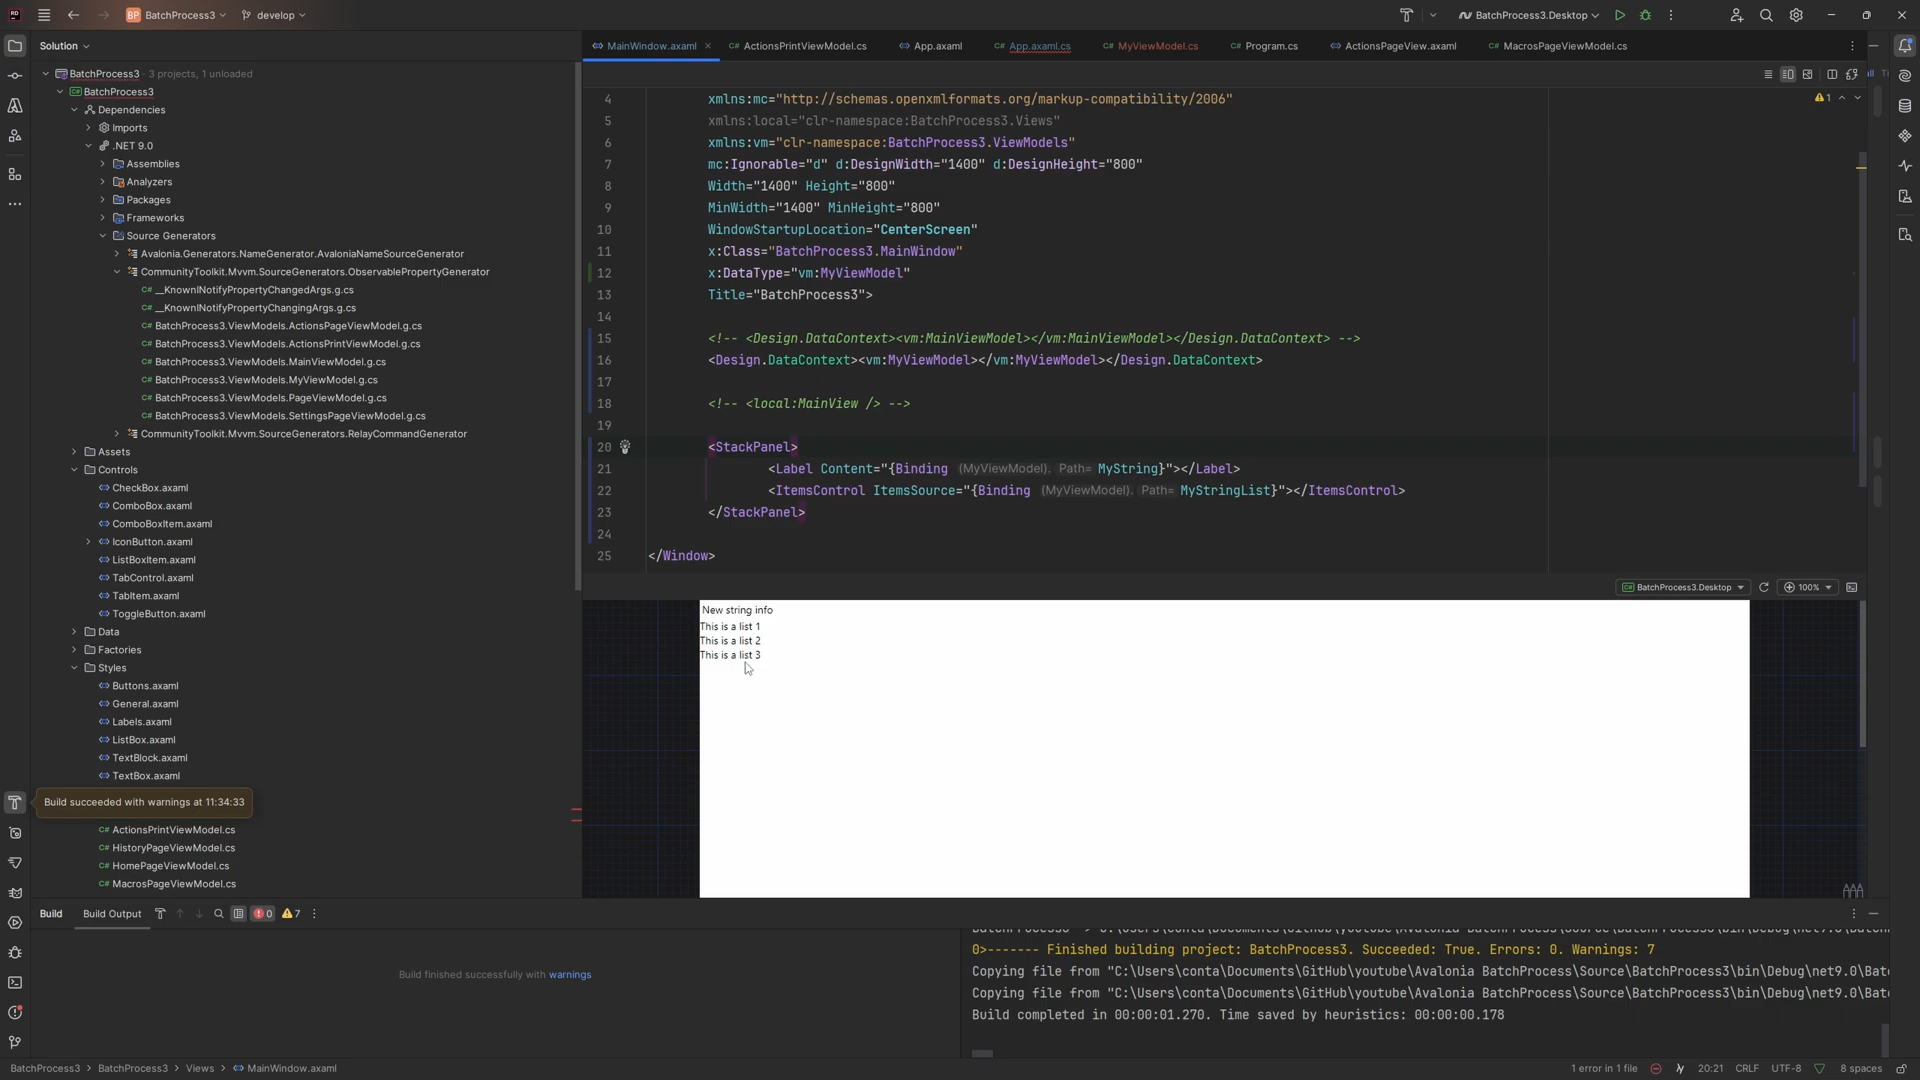 BP BatchProcess3
develop
BatchProcess3.Desktop
Solution
BatchProcess3 · 3 projects, 1 unloaded
BatchProcess3
Dependencies
Imports
.NET 9.0
Assemblies
Analyzers
Packages
Frameworks
Source Generators
Avalonia.Generators.NameGenerator.AvaloniaNameSourceGenerator
CommunityToolkit.Mvvm.SourceGenerators.ObservablePropertyGenerator
C# __KnownINotifyPropertyChangedArgs.g.cs
C# __KnownINotifyPropertyChangingArgs.g.cs
C# BatchProcess3.ViewModels.ActionsPageViewModel.g.cs
C# BatchProcess3.ViewModels.ActionsPrintViewModel.g.cs
C# BatchProcess3.ViewModels.MainViewModel.g.cs
C# BatchProcess3.ViewModels.MyViewModel.g.cs
C# BatchProcess3.ViewModels.PageViewModel.g.cs
C# BatchProcess3.ViewModels.SettingsPageViewModel.g.cs
CommunityToolkit.Mvvm.SourceGenerators.RelayCommandGenerator
Assets
Controls
CheckBox.axaml
ComboBox.axaml
ComboBoxItem.axaml
IconButton.axaml
ListBoxItem.axaml
TabControl.axaml
TabItem.axaml
ToggleButton.axaml
Data
Factories
Styles
Buttons.axaml
General.axaml
Labels.axaml
ListBox.axaml
TextBlock.axaml
TextBox.axaml
Build succeeded with warnings at 11:34:33
C# ActionsPrintViewModel.cs
C# HistoryPageViewModel.cs
C# HomePageViewModel.cs
C# MacrosPageViewModel.cs
MainWindow.axaml
C# ActionsPrintViewModel.cs
App.axaml
C# App.axaml.cs
C# MyViewModel.cs
C# Program.cs
ActionsPageView.axaml
C# MacrosPageViewModel.cs
1
4 xmlns:mc="http://schemas.openxmlformats.org/markup-compatibility/2006"
5 xmlns:local="clr-namespace:BatchProcess3.Views"
6 xmlns:vm="clr-namespace:BatchProcess3.ViewModels"
7 mc:Ignorable="d" d:DesignWidth="1400" d:DesignHeight="800"
8 Width="1400" Height="800"
9 MinWidth="1400" MinHeight="800"
10 WindowStartupLocation="CenterScreen"
11 x:Class="BatchProcess3.MainWindow"
12 x:DataType="vm:MyViewModel"
13 Title="BatchProcess3">
14
15 <!-- <Design.DataContext><vm:MainViewModel></vm:MainViewModel></Design.DataContext> -->
16 <Design.DataContext><vm:MyViewModel></vm:MyViewModel></Design.DataContext>
17
18 <!-- <local:MainView /> -->
19
20 <StackPanel>
21 <Label Content="{Binding (MyViewModel). Path= MyString}"></Label>
22 <ItemsControl ItemsSource="{Binding (MyViewModel). Path= MyStringList}"></ItemsControl>
23 </StackPanel>
24
25 </Window>
BatchProcess3.Desktop
100%
New string info
This is a list 1
This is a list 2
This is a list 3
Build
Build Output
0
7
Build finished successfully with warnings
0>------- Finished building project: BatchProcess3. Succeeded: True. Errors: 0. Warnings: 7
Copying file from "C:\Users\conta\Documents\GitHub\youtube\Avalonia BatchProcess\Source\BatchProcess3\bin\Debug\net9.0\Batc
Copying file from "C:\Users\conta\Documents\GitHub\youtube\Avalonia BatchProcess\Source\BatchProcess3\bin\Debug\net9.0\Batc
Build completed in 00:00:01.270. Time saved by heuristics: 00:00:00.178
BatchProcess3 > BatchProcess3 > Views > MainWindow.axaml
1 error in 1 file
20:21
CRLF
UTF-8
8 spaces